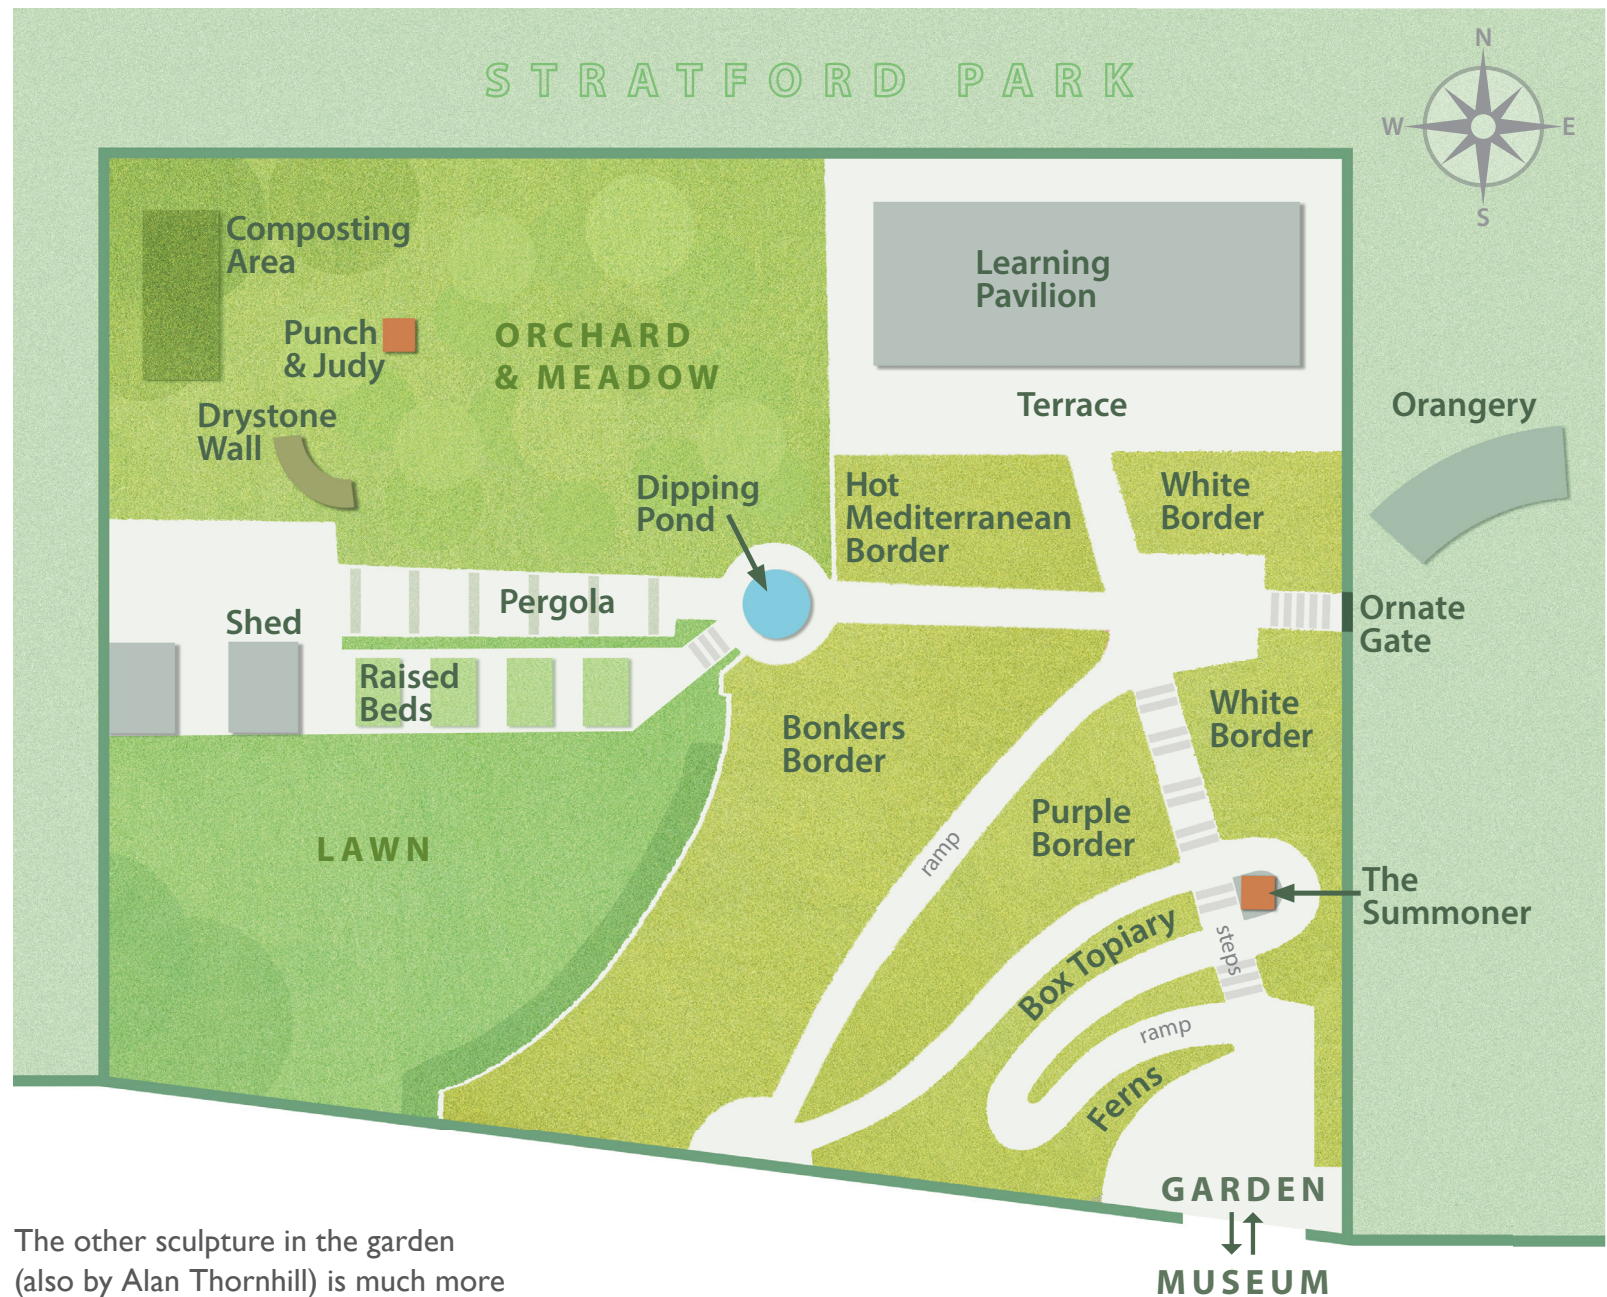 STRATFORD PARK
N
W
E
S
Composting
Area
Learning
Pavilion
Punch
& Judy
ORCHARD
& MEADOW
Terrace
Orangery
Drystone
Wall
Dipping
Pond
Hot
Mediterranean
Border
White
Border
Pergola
Shed
Ornate
Gate
Raised
Beds
Bonkers
Border
White
Border
Purple
Border
LAWN
ramp
The
Summoner
Box Topiary
steps
ramp
Ferns
GARDEN
MUSEUM
The other sculpture in the garden
(also by Alan Thornhill) is much more